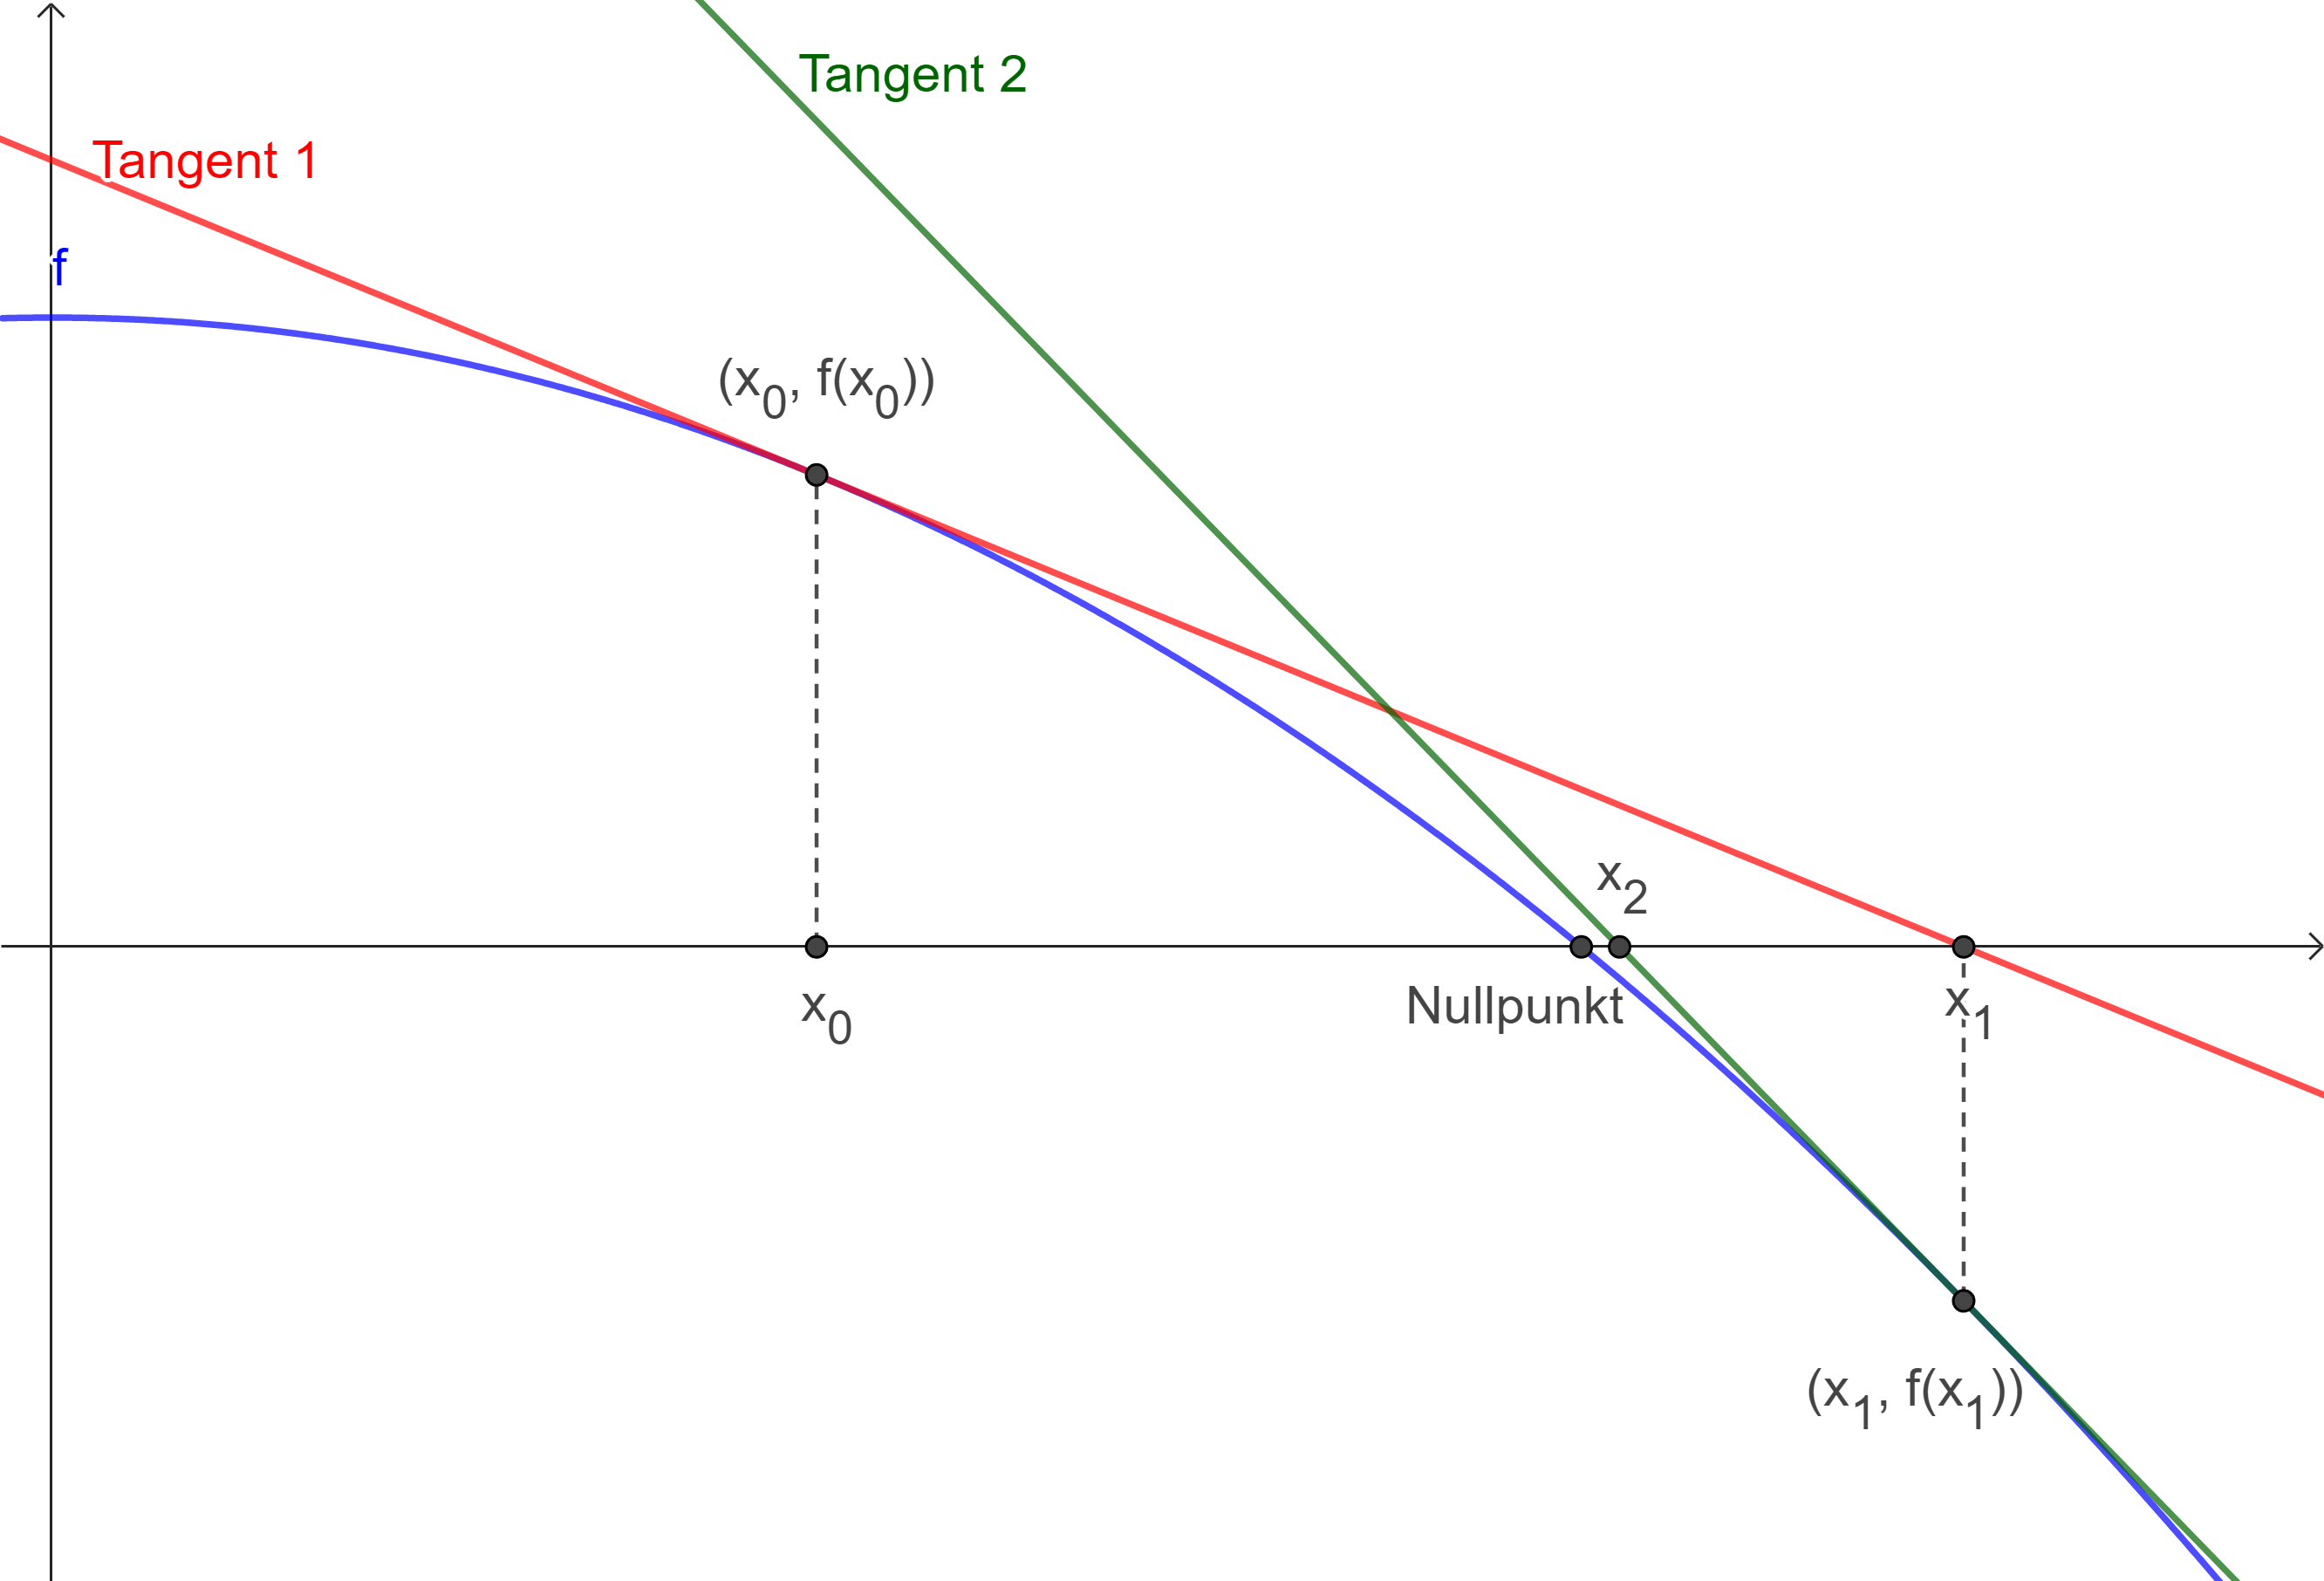 Tangent 2
Tangent 1
f
(x₀, f(x₀))
x₂
x₀
Nullpunkt
x₁
(x₁, f(x₁))